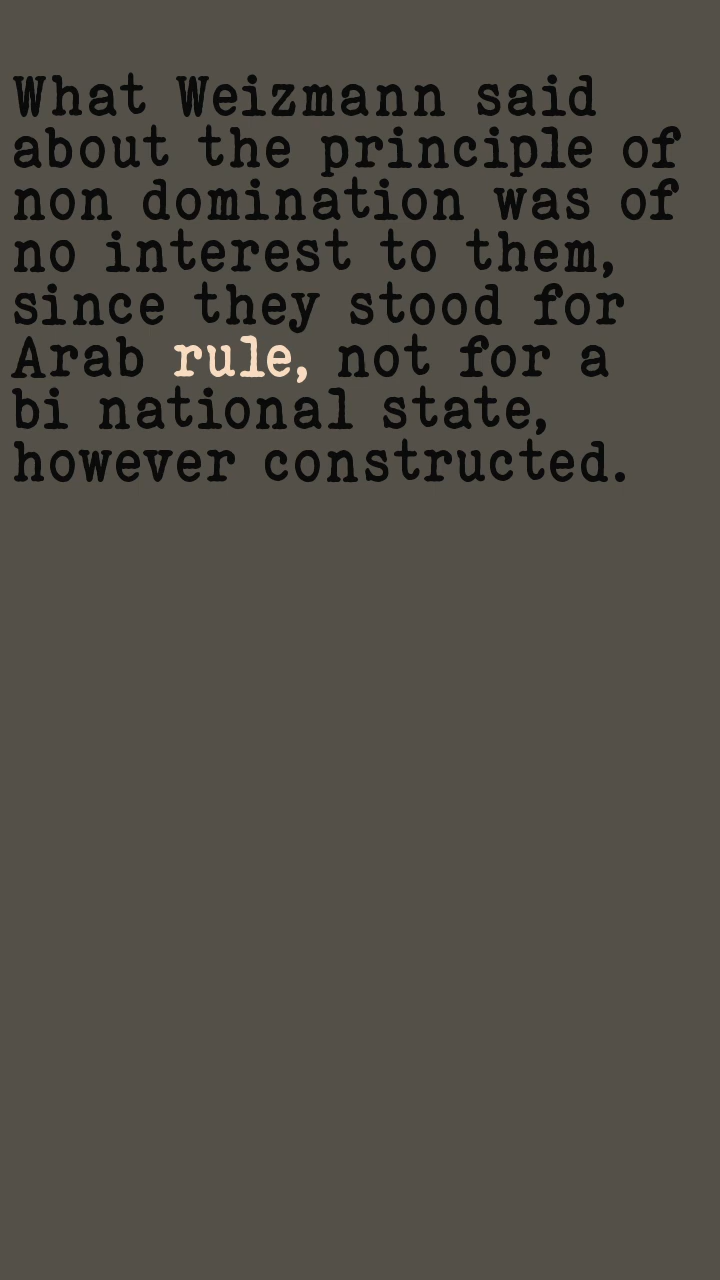 What Weizmann said
about the principle of
non domination was of
no interest to them,
since they stood for
Arab rule, not for a
bi national state,
however constructed.